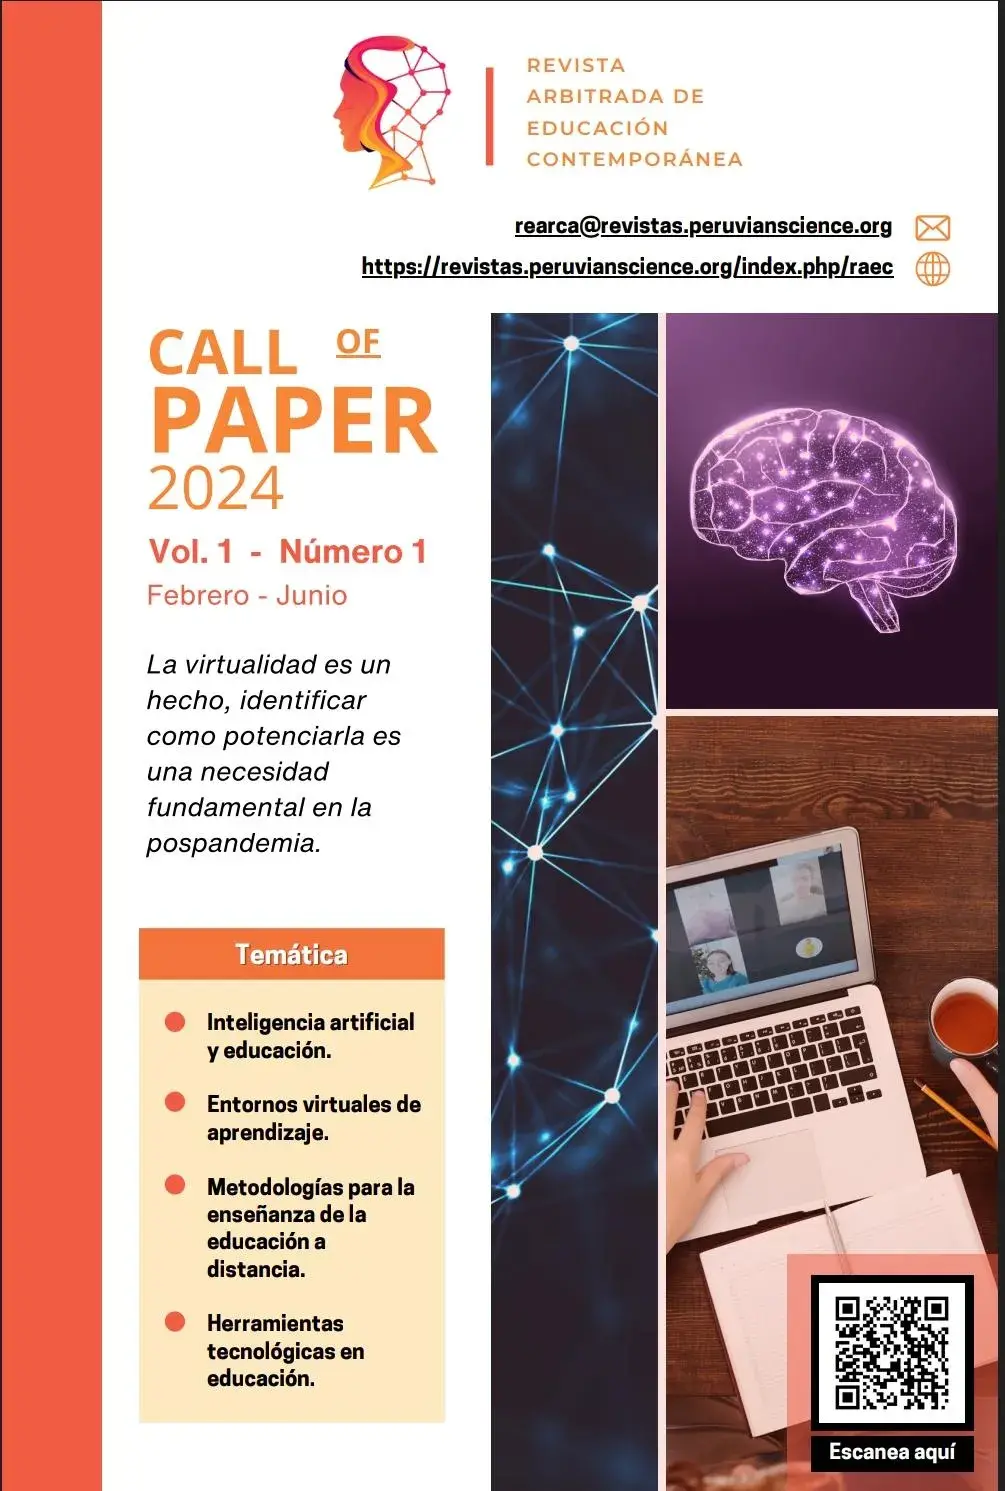 REVISTA
ARBITRADA DE
EDUCACIÓN
CONTEMPORÁNEA
rearca@revistas.peruvianscience.org
https://revistas.peruvianscience.org/index.php/raec
CALL OF
PAPER
2024
Vol. 1 - Número 1
Febrero - Junio
La virtualidad es un
hecho, identificar
como potenciarla es
una necesidad
fundamental en la
pospandemia.
Temática
Inteligencia artificial
y educación.
Entornos virtuales de
aprendizaje.
Metodologías para la
enseñanza de la
educación a
distancia.
Herramientas
tecnológicas en
educación.
Escanea aquí